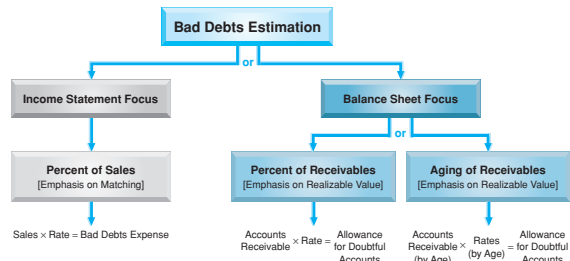 Bad Debts Estimation
or
Income Statement Focus
Balance Sheet Focus
or
Percent of Sales
[Emphasis on Matching]
Percent of Receivables
[Emphasis on Realizable Value]
Aging of Receivables
[Emphasis on Realizable Value]
Sales × Rate = Bad Debts Expense
Accounts
Receivable × Rate = Allowance
for Doubtful
Accounts
Accounts
Receivable
(by Age) × Rates
(by Age) = Allowance
for Doubtful
Accounts